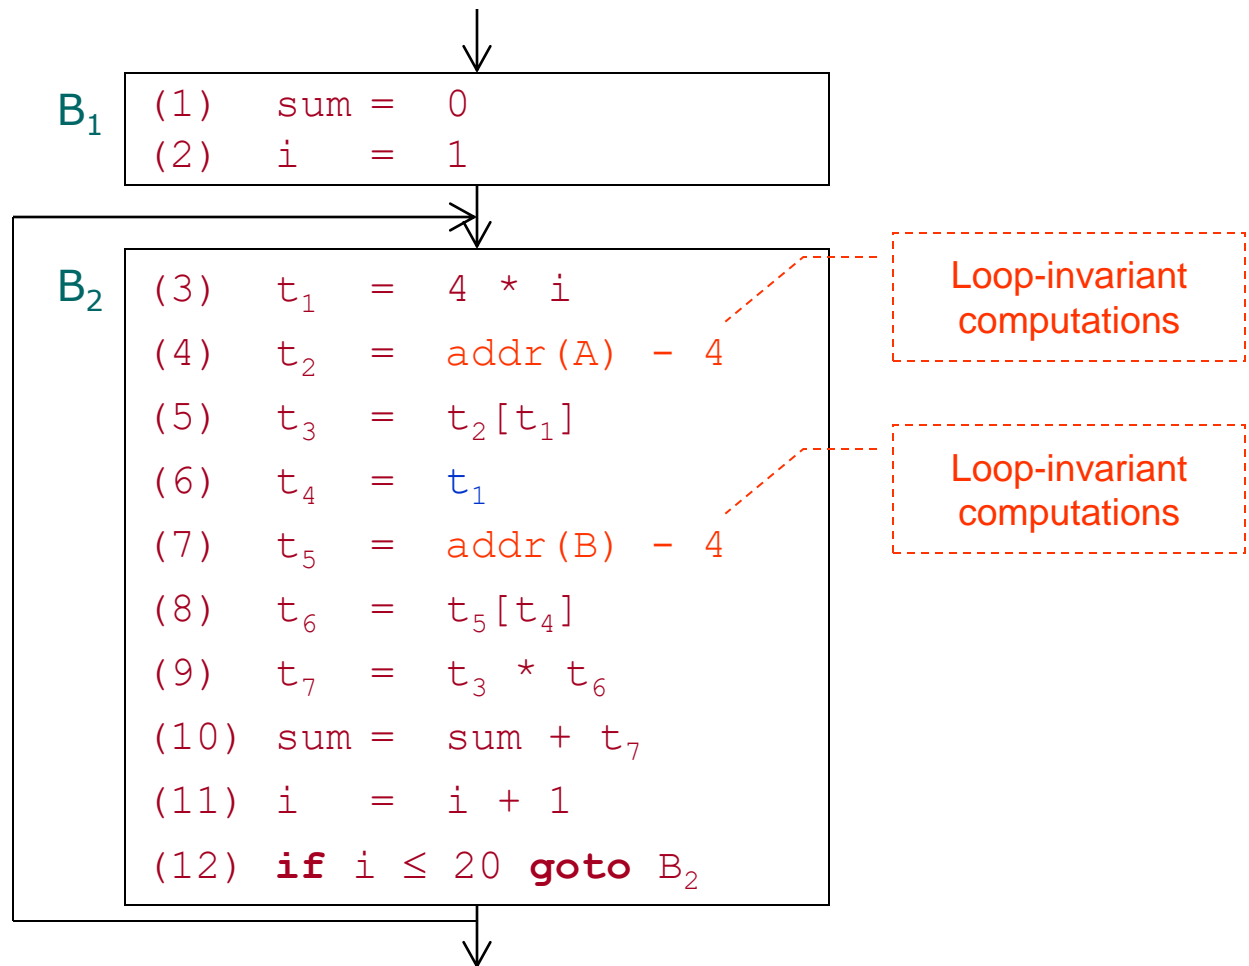 B₁
(1) sum = 0
(2) i = 1
B₂
(3) t₁ = 4 * i
(4) t₂ = addr(A) - 4
(5) t₃ = t₂[t₁]
(6) t₄ = t₁
(7) t₅ = addr(B) - 4
(8) t₆ = t₅[t₄]
(9) t₇ = t₃ * t₆
(10) sum = sum + t₇
(11) i = i + 1
(12) if i ≤ 20 goto B₂
Loop-invariant
computations
Loop-invariant
computations